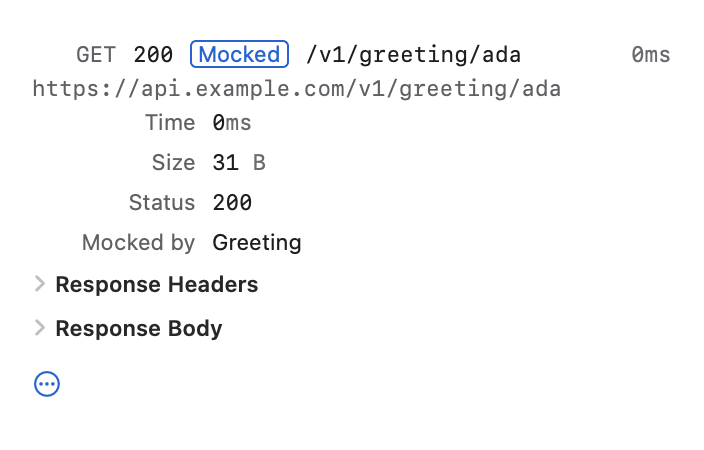 GET 200 Mocked /v1/greeting/ada 0ms
https://api.example.com/v1/greeting/ada
Time 0ms
Size 31 B
Status 200
Mocked by Greeting
Response Headers
Response Body